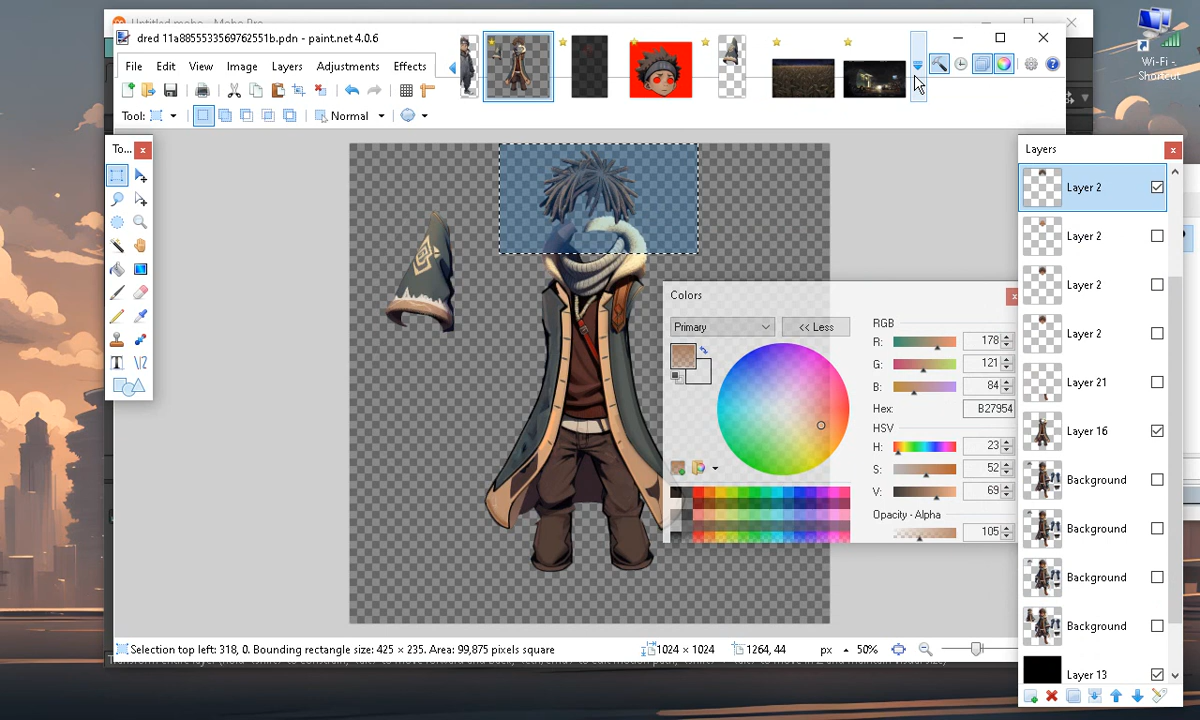 Untitled.moho - Moho Pro
dred 11a8855533569762551b.pdn - paint.net 4.0.6
Wi-Fi -
Shortcut
File Edit View Image Layers Adjustments Effects
Tool: Normal
To...
Layers
Layer 2
Layer 2
Layer 2
Layer 2
Layer 21
Layer 16
Background
Background
Background
Background
Layer 13
Colors
Primary << Less
RGB
R: 178
G: 121
B: 84
Hex: B27954
HSV
H: 23
S: 52
V: 69
Opacity - Alpha
105
Selection top left: 318, 0. Bounding rectangle size: 425 × 235. Area: 99,875 pixels square 1024 × 1024 1264, 44 px 50%